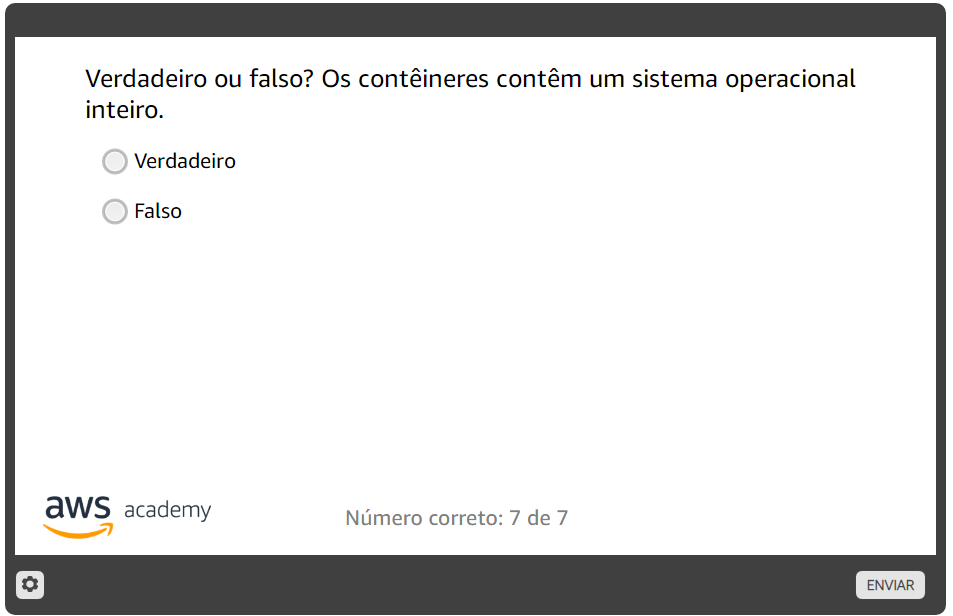 Verdadeiro ou falso? Os contêineres contêm um sistema operacional
inteiro.
Verdadeiro
Falso
aws academy
Número correto: 7 de 7
ENVIAR